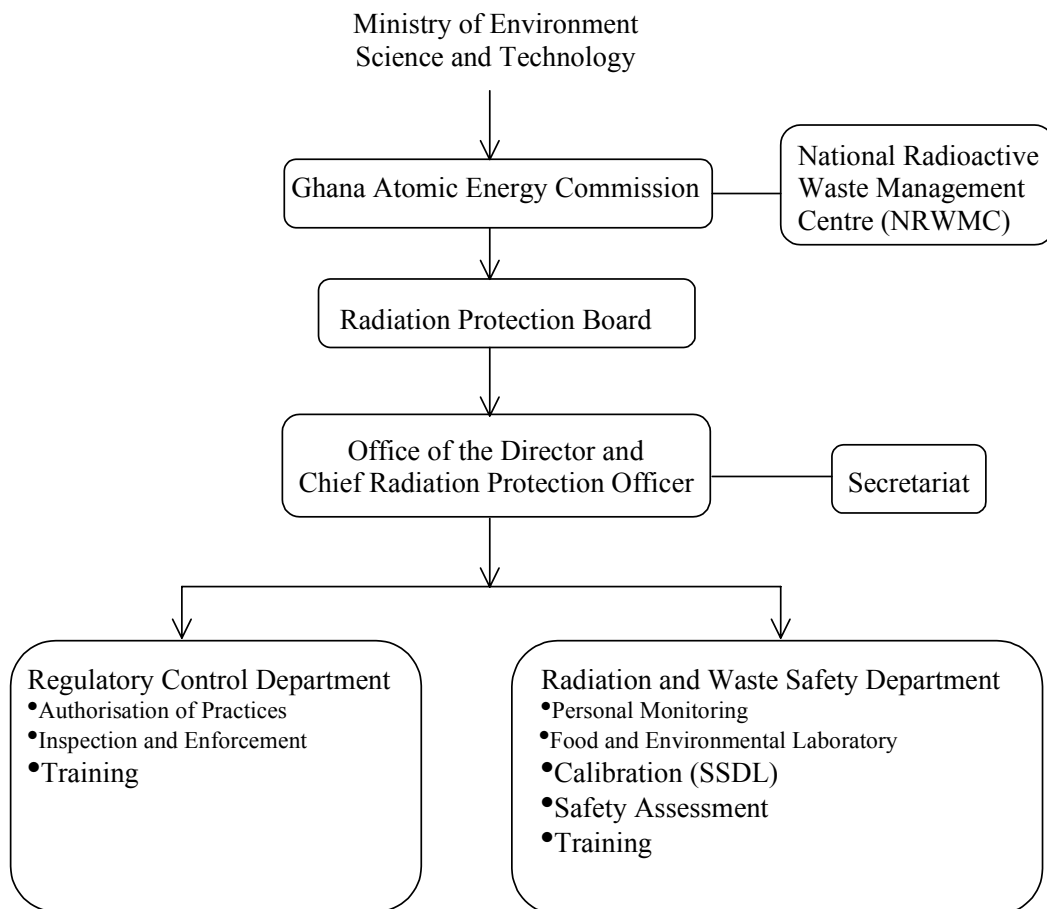 Ministry of Environment
Science and Technology
Ghana Atomic Energy Commission
National Radioactive
Waste Management
Centre (NRWMC)
Radiation Protection Board
Office of the Director and
Chief Radiation Protection Officer
Secretariat
Regulatory Control Department
•Authorisation of Practices
•Inspection and Enforcement
•Training
Radiation and Waste Safety Department
•Personal Monitoring
•Food and Environmental Laboratory
•Calibration (SSDL)
•Safety Assessment
•Training